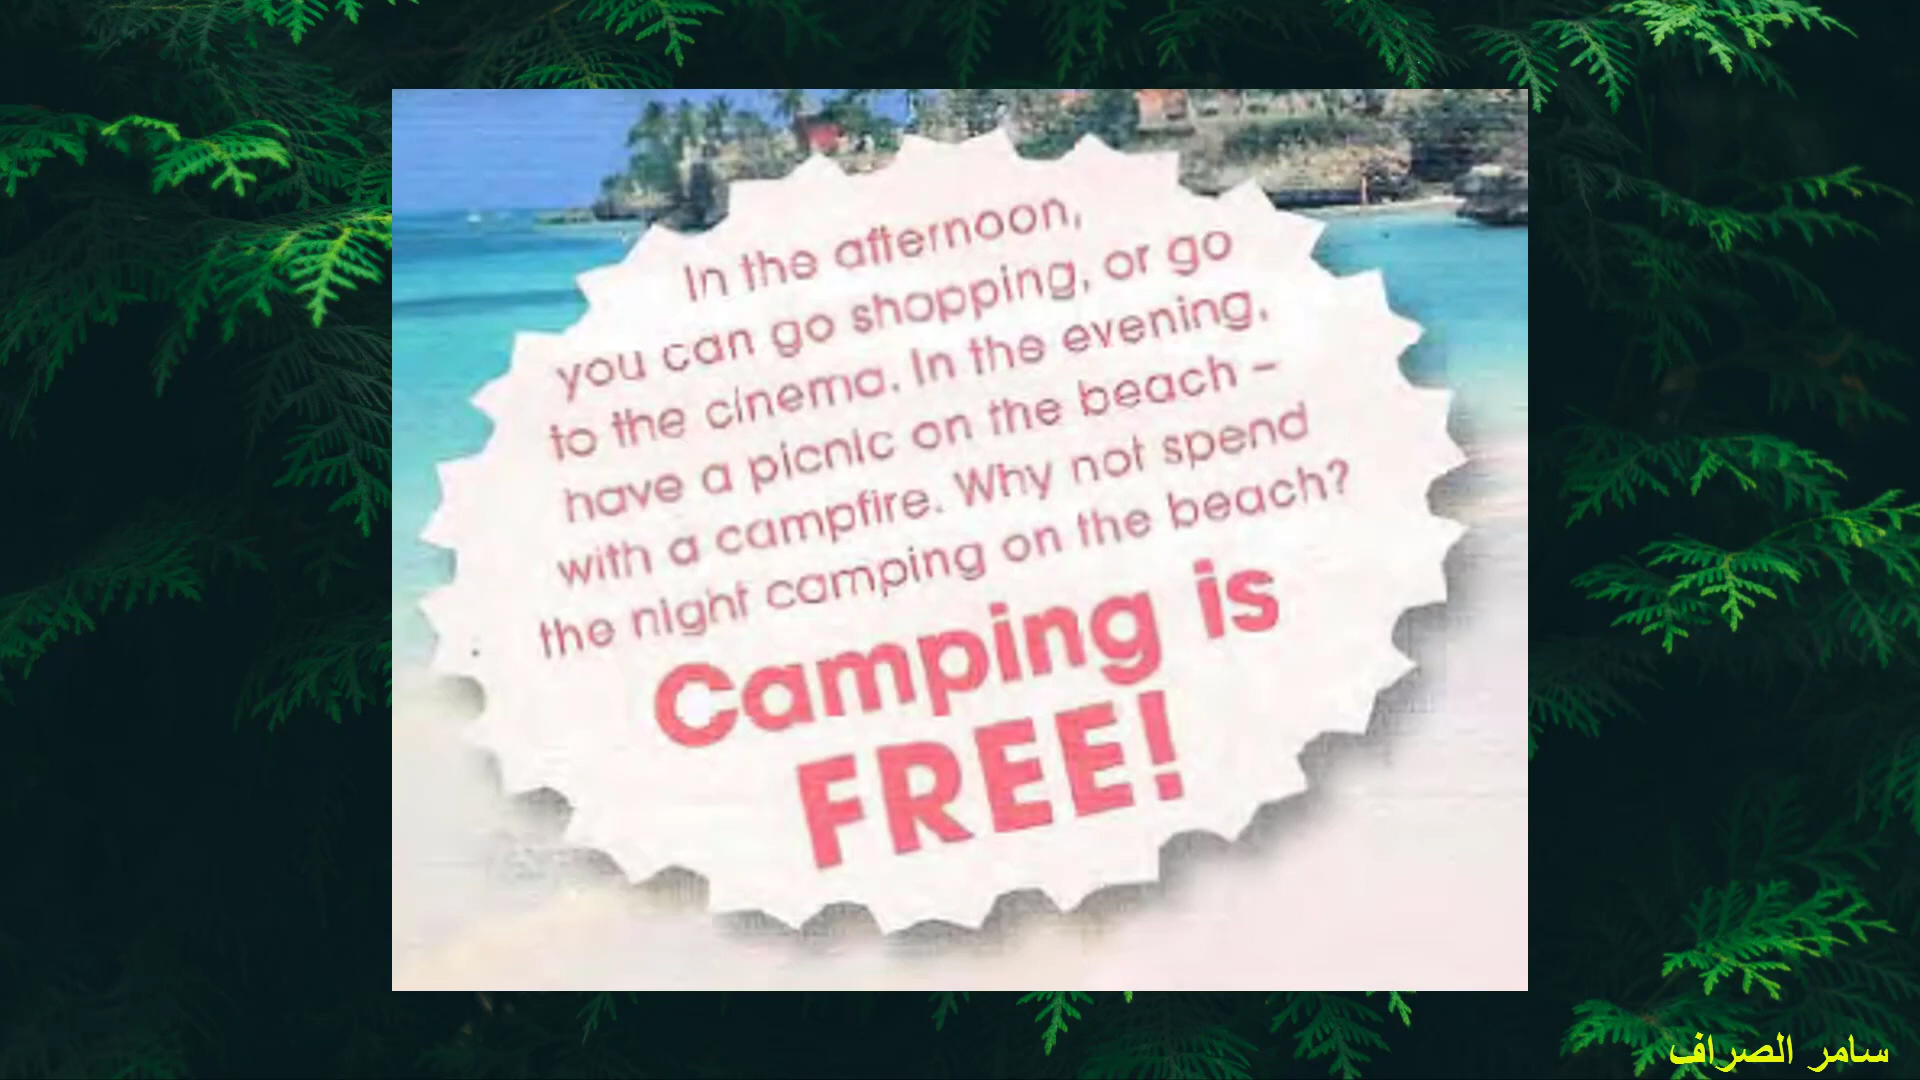 In the afternoon,
you can go shopping, or go
to the cinema. In the evening,
have a picnic on the beach –
with a campfire. Why not spend
the night camping on the beach?
Camping is
FREE!
سامر الصراف